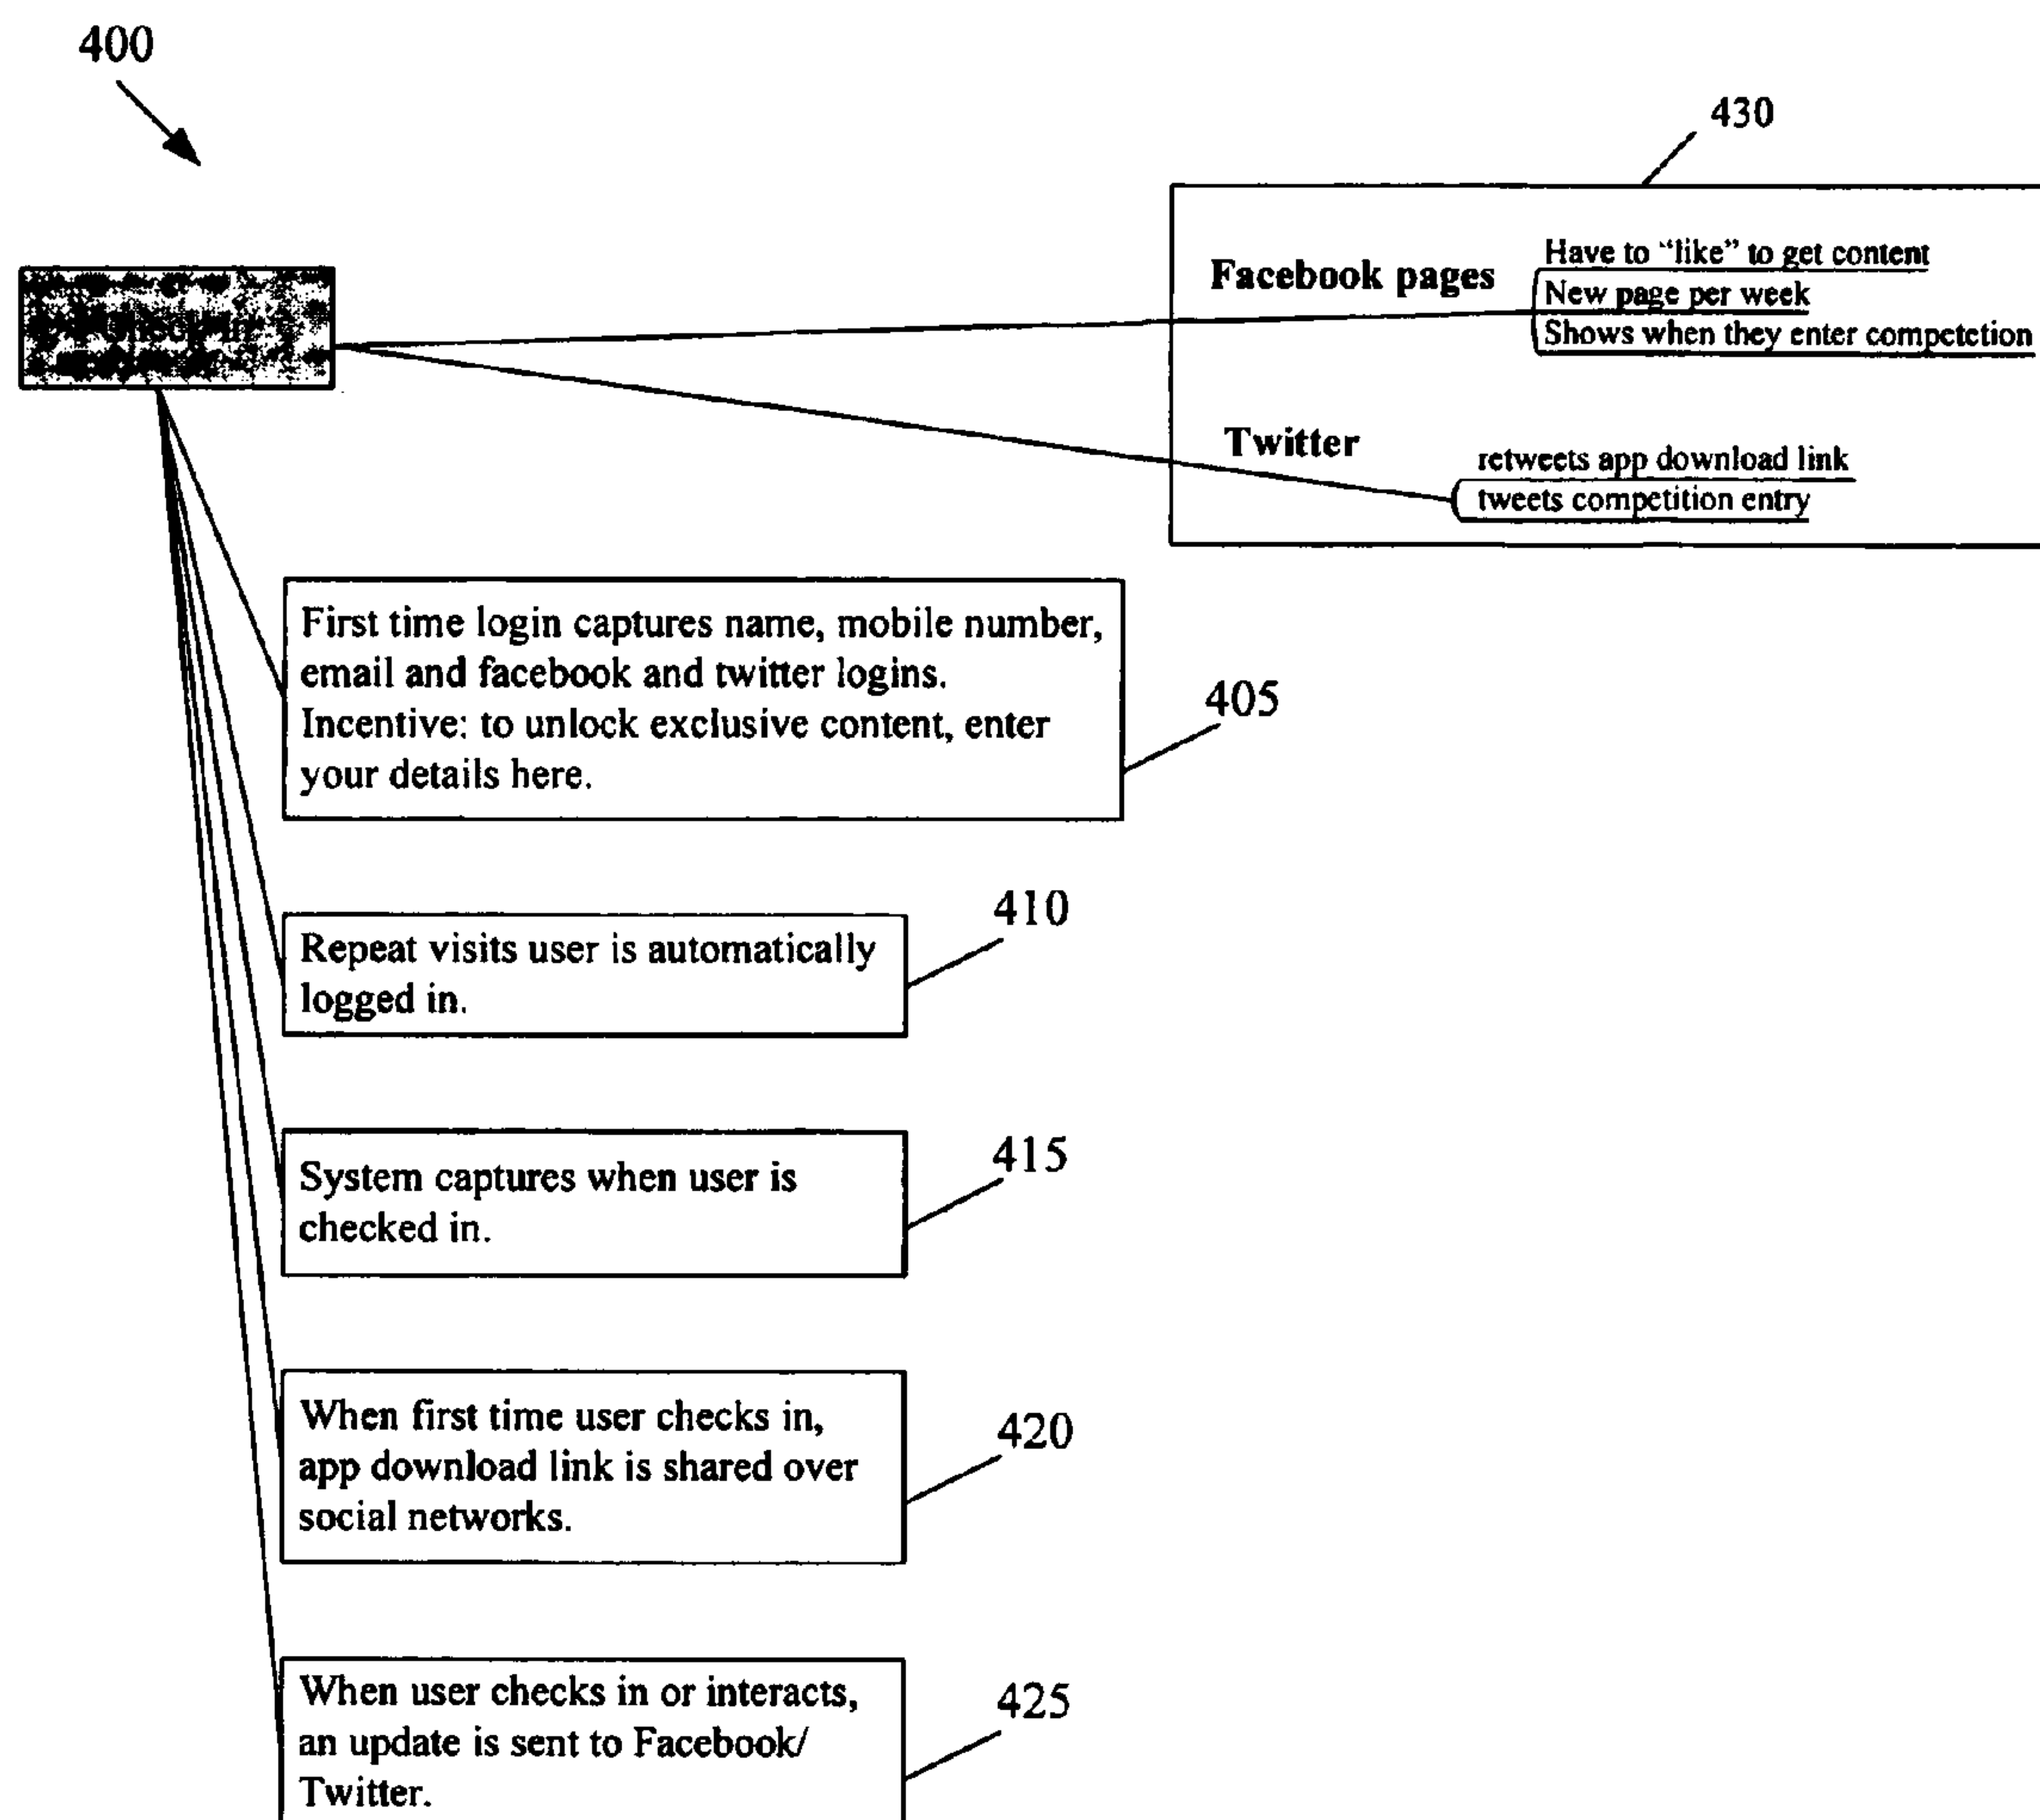 400
430
Facebook pages
Have to “like” to get content
New page per week
Shows when they enter competetion
Twitter
retweets app download link
tweets competition entry
First time login captures name, mobile number,
email and facebook and twitter logins.
Incentive: to unlock exclusive content, enter
your details here.
405
Repeat visits user is automatically
logged in.
410
System captures when user is
checked in.
415
When first time user checks in,
app download link is shared over
social networks.
420
When user checks in or interacts,
an update is sent to Facebook/
Twitter.
425